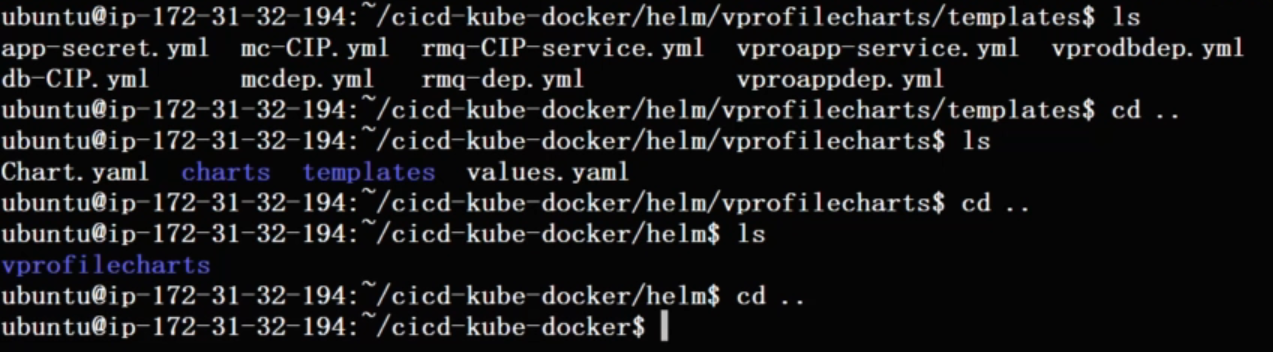 ubuntu@ip-172-31-32-194:~/cicd-kube-docker/helm/vprofilecharts/templates$ ls
app-secret.yml  mc-CIP.yml  rmq-CIP-service.yml  vproapp-service.yml  vprodbdep.yml
db-CIP.yml      mcdep.yml   rmq-dep.yml          vproappdep.yml
ubuntu@ip-172-31-32-194:~/cicd-kube-docker/helm/vprofilecharts/templates$ cd ..
ubuntu@ip-172-31-32-194:~/cicd-kube-docker/helm/vprofilecharts$ ls
Chart.yaml  charts  templates  values.yaml
ubuntu@ip-172-31-32-194:~/cicd-kube-docker/helm/vprofilecharts$ cd ..
ubuntu@ip-172-31-32-194:~/cicd-kube-docker/helm$ ls
vprofilecharts
ubuntu@ip-172-31-32-194:~/cicd-kube-docker/helm$ cd ..
ubuntu@ip-172-31-32-194:~/cicd-kube-docker$